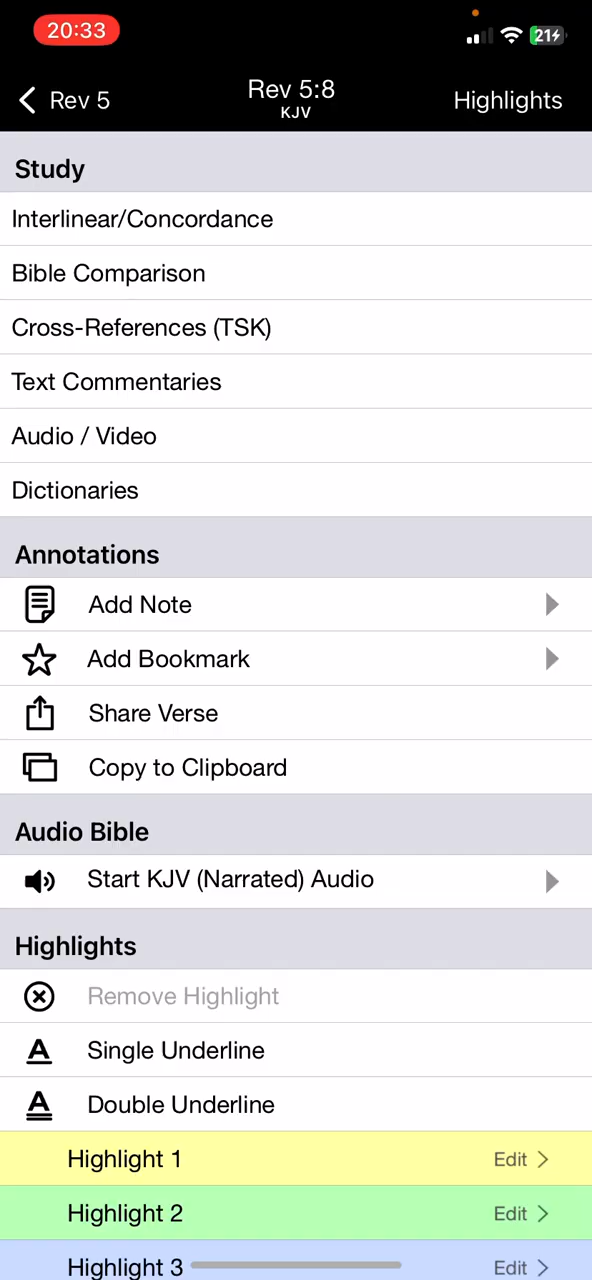 20:33
21
Rev 5
Rev 5:8
KJV
Highlights
Study
Interlinear/Concordance
Bible Comparison
Cross-References (TSK)
Text Commentaries
Audio / Video
Dictionaries
Annotations
Add Note
Add Bookmark
Share Verse
Copy to Clipboard
Audio Bible
Start KJV (Narrated) Audio
Highlights
Remove Highlight
A Single Underline
A Double Underline
Highlight 1 Edit
Highlight 2 Edit
Highlight 3 Edit